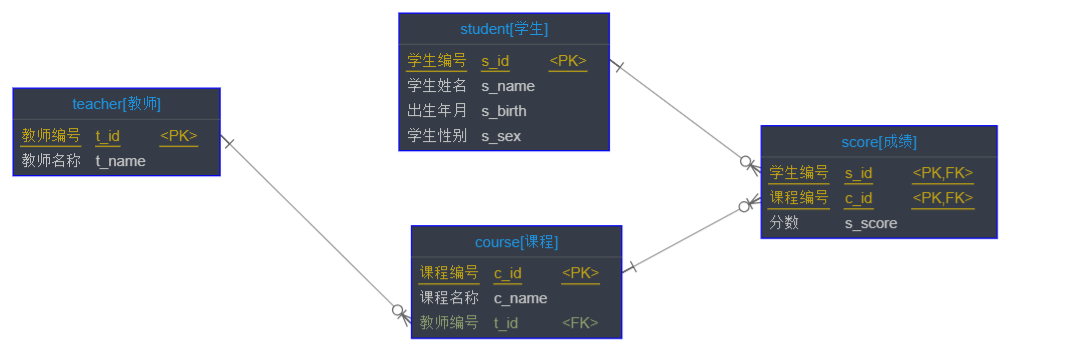 student[学生]
学生编号 s_id <PK>
学生姓名 s_name
出生年月 s_birth
学生性别 s_sex
teacher[教师]
教师编号 t_id <PK>
教师名称 t_name
score[成绩]
学生编号 s_id <PK,FK>
课程编号 c_id <PK,FK>
分数 s_score
course[课程]
课程编号 c_id <PK>
课程名称 c_name
教师编号 t_id <FK>